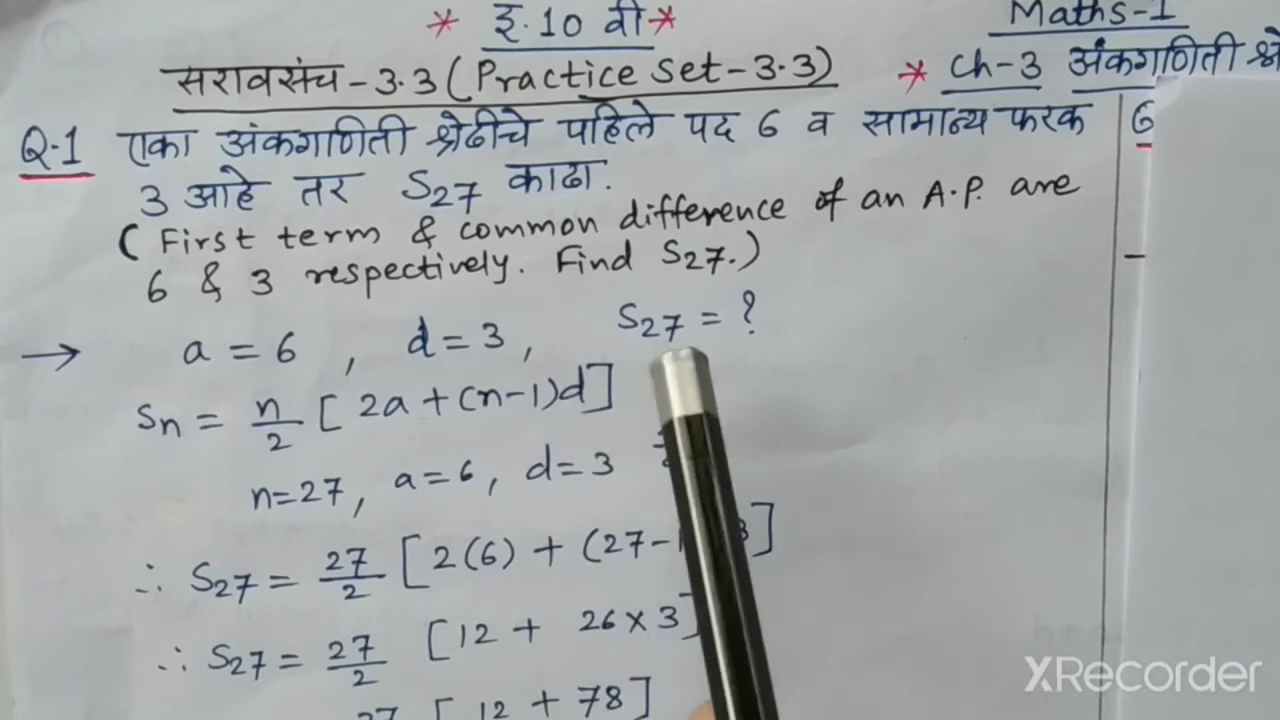 * इ.10 वी *
Maths-1
सरावसंच-3.3 (Practice Set-3.3)
* Ch-3 अंकगणिती श्रे
Q.1 एका अंकगणिती श्रेढीचे पहिले पद 6 व सामान्य फरक
3 आहे तर S27 काढा.
(First term & common difference of an A.P. are
6 & 3 respectively. Find S27.)
→ a = 6 , d = 3 , S27 = ?
Sn = n/2 [ 2a + (n-1)d ]
n=27, a=6, d=3
∴ S27 = 27/2 [ 2(6) + (27-
∴ S27 = 27/2 [12 + 26 x 3]
27 [ 12 + 78 ]
XRecorder